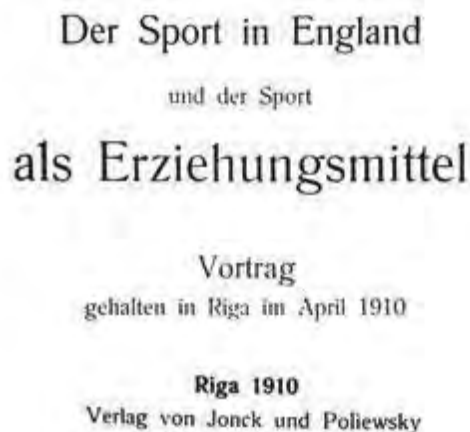 Der Sport in England
und der Sport
als Erziehungsmittel
Vortrag
gehalten in Riga im April 1910
Riga 1910
Verlag von Jonck und Poliewsky